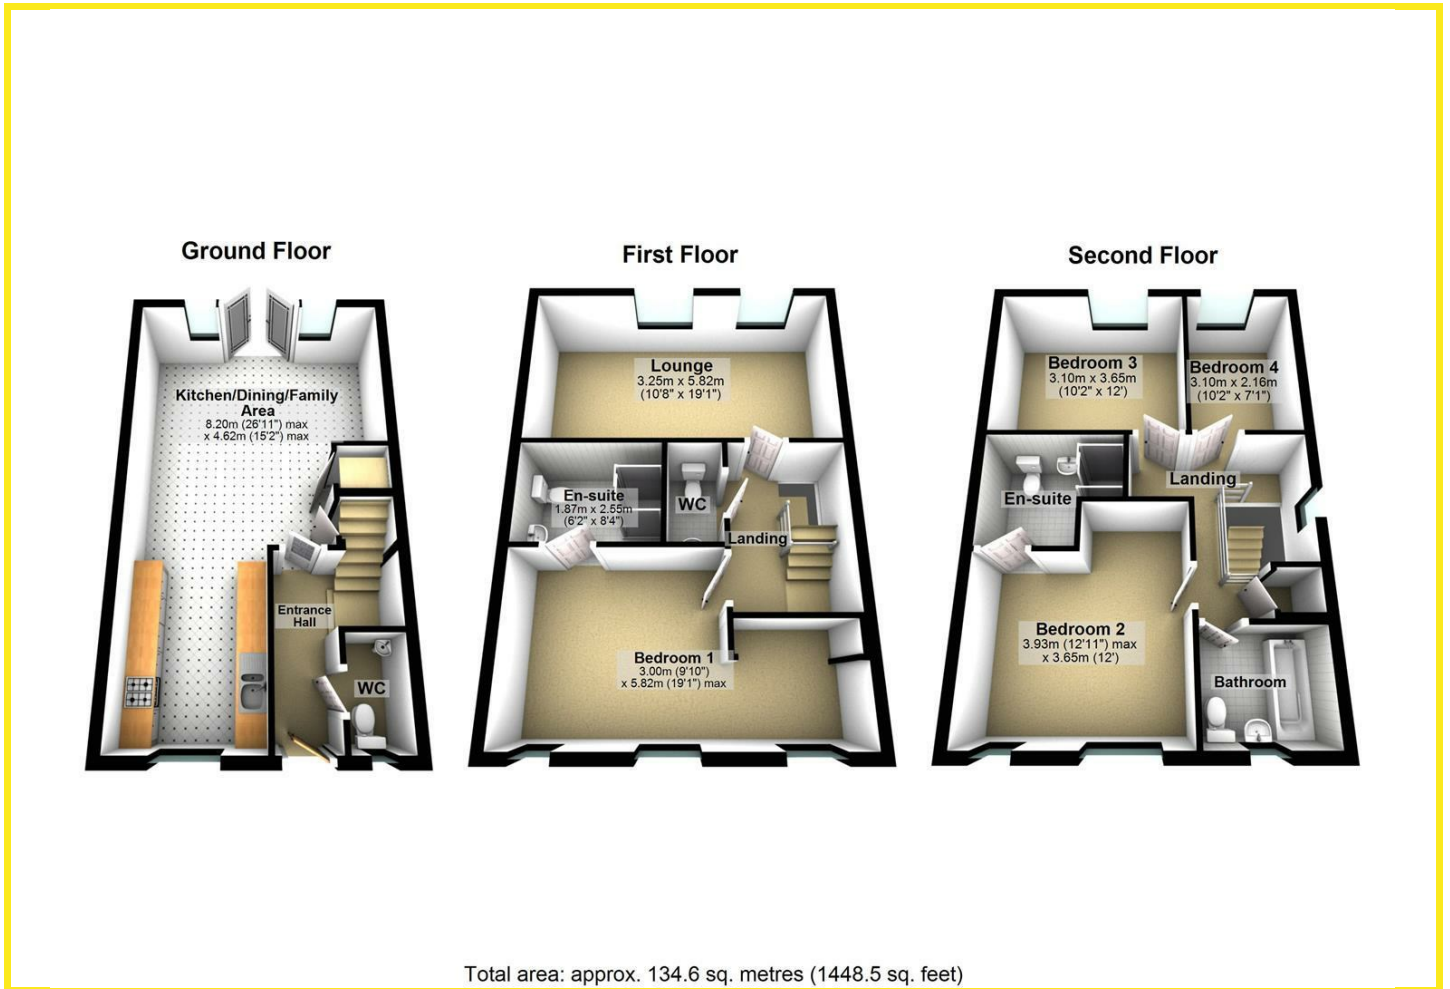 Ground Floor
Kitchen/Dining/Family
Area
8.20m (26'11") max
x 4.62m (15'2") max
Entrance
Hall
WC
First Floor
Lounge
3.25m x 5.82m
(10'8" x 19'1")
En-suite
1.87m x 2.55m
(6'2" x 8'4")
WC
Landing
Bedroom 1
3.00m (9'10")
x 5.82m (19'1") max
Second Floor
Bedroom 3
3.10m x 3.65m
(10'2" x 12')
Bedroom 4
3.10m x 2.16m
(10'2" x 7'1")
Landing
En-suite
Bedroom 2
3.93m (12'11") max
x 3.65m (12')
Bathroom
Total area: approx. 134.6 sq. metres (1448.5 sq. feet)